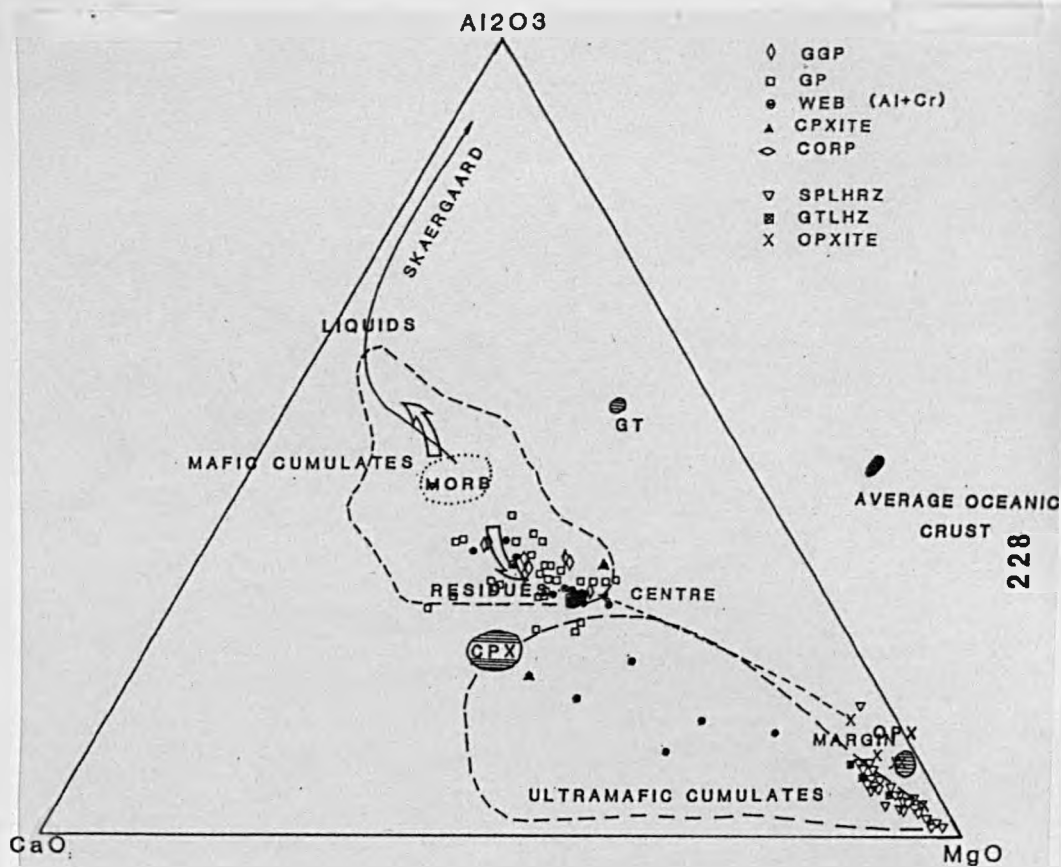 Al2O3
GGP
GP
WEB (Al+Cr)
CPXITE
CORP
SPLHRZ
GTLHZ
OPXITE
SKAERGAARD
LIQUIDS
GT
MAFIC CUMULATES
MORB
AVERAGE OCEANIC
CRUST
228
RESIDUES
CENTRE
CPX
OPX
MARGIN
ULTRAMAFIC CUMULATES
CaO
MgO